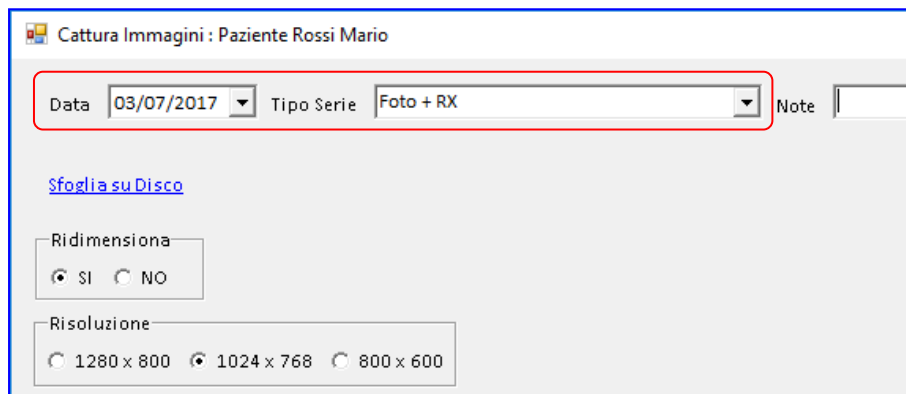 Cattura Immagini : Paziente Rossi Mario
Data 03/07/2017 Tipo Serie Foto + RX Note
Sfoglia su Disco
Ridimensiona
SI NO
Risoluzione
1280 x 800 1024 x 768 800 x 600